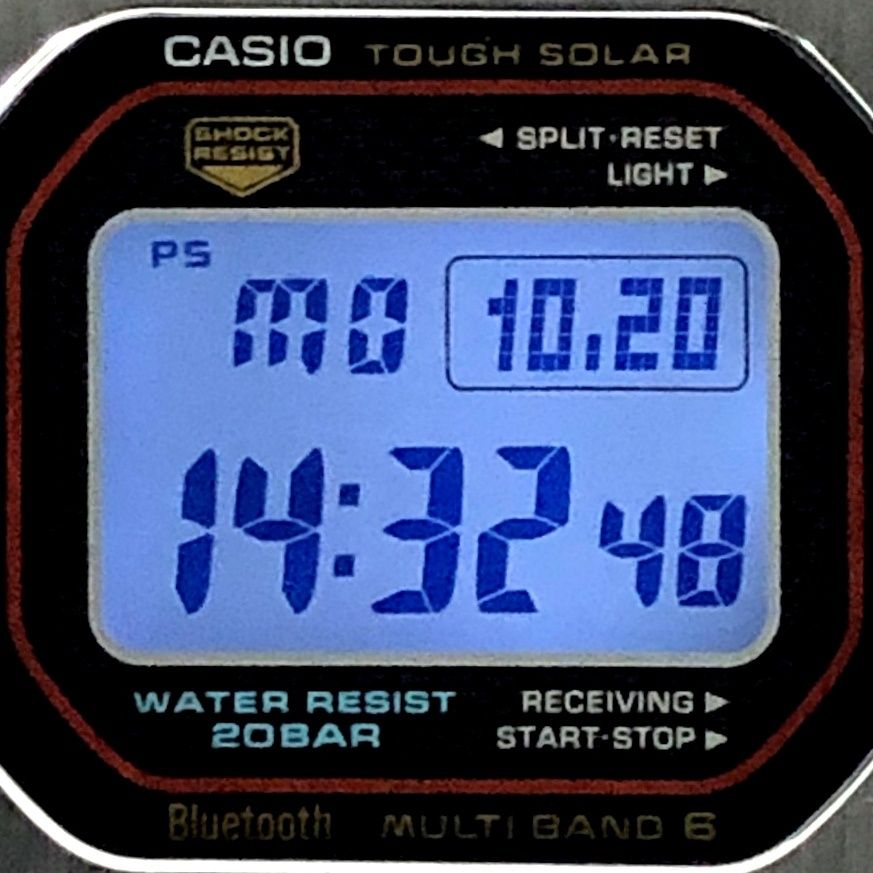 CASIO TOUGH SOLAR
SHOCK
RESIST
◀ SPLIT·RESET
LIGHT ▶
PS
MO 10.20
14:32 48
WATER RESIST
20BAR
RECEIVING ▶
START·STOP ▶
Bluetooth MULTI BAND 6